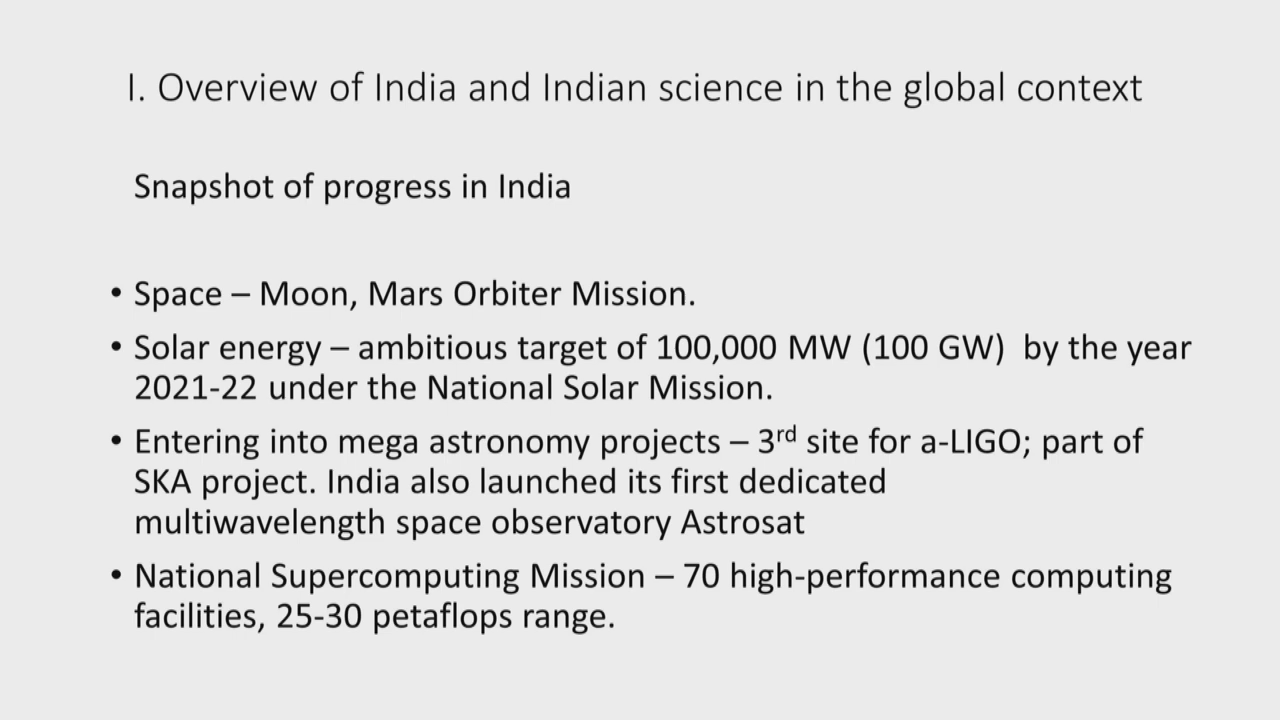 I. Overview of India and Indian science in the global context
Snapshot of progress in India
• Space – Moon, Mars Orbiter Mission.
• Solar energy – ambitious target of 100,000 MW (100 GW)  by the year
2021-22 under the National Solar Mission.
• Entering into mega astronomy projects – 3rd site for a-LIGO; part of
SKA project. India also launched its first dedicated
multiwavelength space observatory Astrosat
• National Supercomputing Mission – 70 high-performance computing
facilities, 25-30 petaflops range.